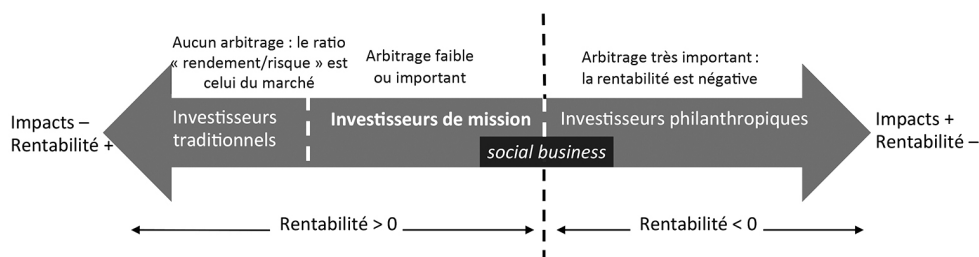 Aucun arbitrage : le ratio
« rendement/risque » est
celui du marché
Arbitrage faible
ou important
Arbitrage très important :
la rentabilité est négative
Impacts –
Rentabilité +
Investisseurs
traditionnels
Investisseurs de mission
Investisseurs philanthropiques
social business
Impacts +
Rentabilité –
Rentabilité > 0
Rentabilité < 0